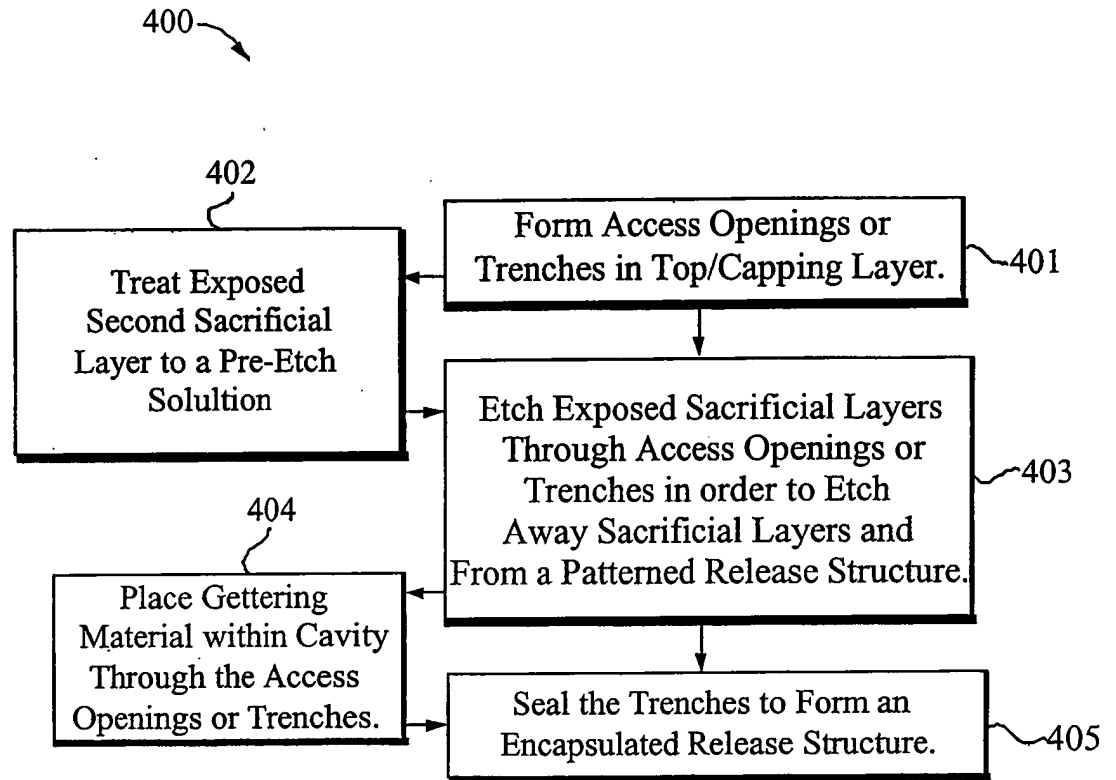 400
402
Treat Exposed
Second Sacrificial
Layer to a Pre-Etch
Solultion
Form Access Openings or
Trenches in Top/Capping Layer.
401
Etch Exposed Sacrificial Layers
Through Access Openings or
Trenches in order to Etch
Away Sacrificial Layers and
From a Patterned Release Structure.
403
404
Place Gettering
Material within Cavity
Through the Access
Openings or Trenches.
Seal the Trenches to Form an
Encapsulated Release Structure.
405